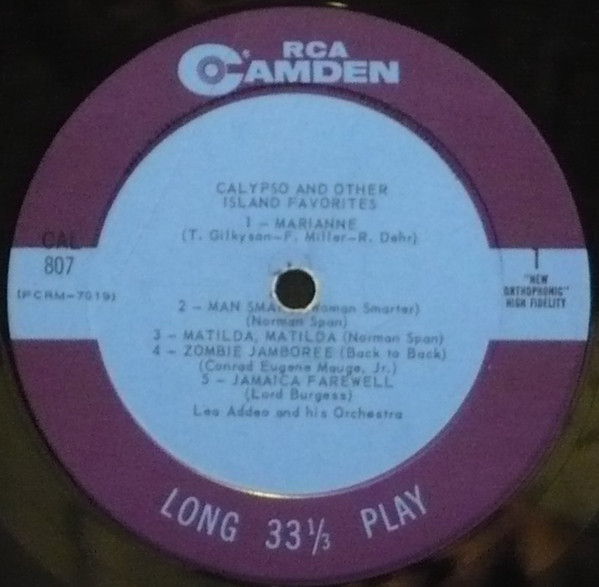 RCA
CAMDEN
CALYPSO AND OTHER
ISLAND FAVORITES
1 – MARIANNE
(T. Gilkyson–F. Miller–R. Dehr)
CAL
807
(PCRM–7019)
1
"NEW
ORTHOPHONIC"
HIGH FIDELITY
2 – MAN Smarter)
(Norman Span)
3 – MATILDA, MATILDA (Norman Span)
4 – ZOMBIE JAMBOREE (Back to Back)
(Conrad Eugene Mauge, Jr.)
5 – JAMAICA FAREWELL
(Lord Burgess)
Leo Addeo and his Orchestra
LONG 33⅓ PLAY